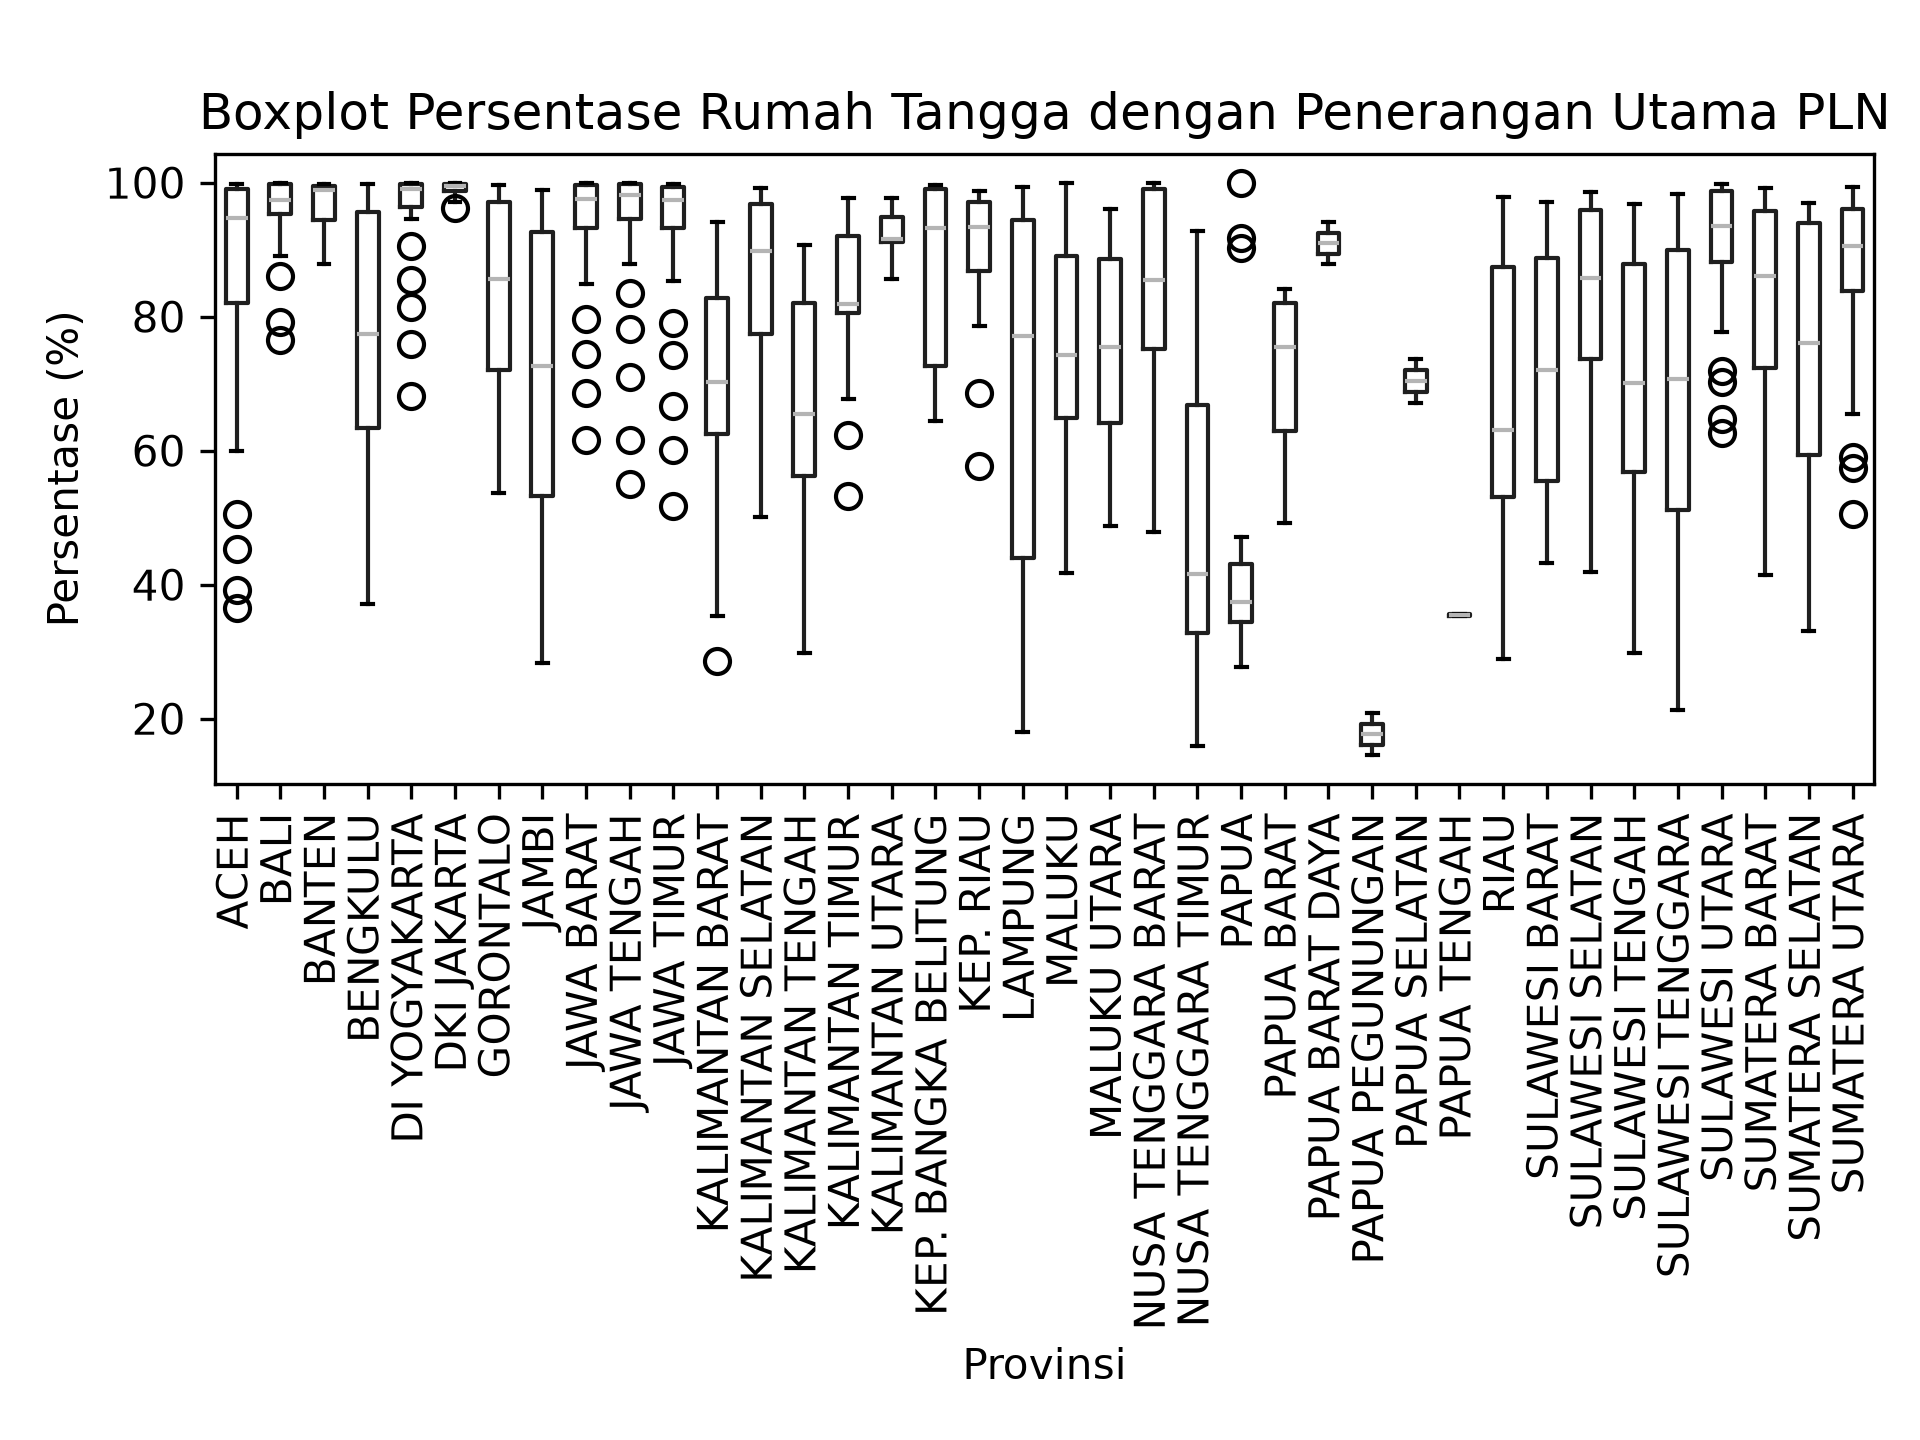 Boxplot Persentase Rumah Tangga dengan Penerangan Utama PLN
Persentase (%)
100
80
60
40
20
ACEH
BALI
BANTEN
BENGKULU
DI YOGYAKARTA
DKI JAKARTA
GORONTALO
JAMBI
JAWA BARAT
JAWA TENGAH
JAWA TIMUR
KALIMANTAN BARAT
KALIMANTAN SELATAN
KALIMANTAN TENGAH
KALIMANTAN TIMUR
KALIMANTAN UTARA
KEP. BANGKA BELITUNG
KEP. RIAU
LAMPUNG
MALUKU
MALUKU UTARA
NUSA TENGGARA BARAT
NUSA TENGGARA TIMUR
PAPUA
PAPUA BARAT
PAPUA BARAT DAYA
PAPUA PEGUNUNGAN
PAPUA SELATAN
PAPUA TENGAH
RIAU
SULAWESI BARAT
SULAWESI SELATAN
SULAWESI TENGAH
SULAWESI TENGGARA
SULAWESI UTARA
SUMATERA BARAT
SUMATERA SELATAN
SUMATERA UTARA
Provinsi